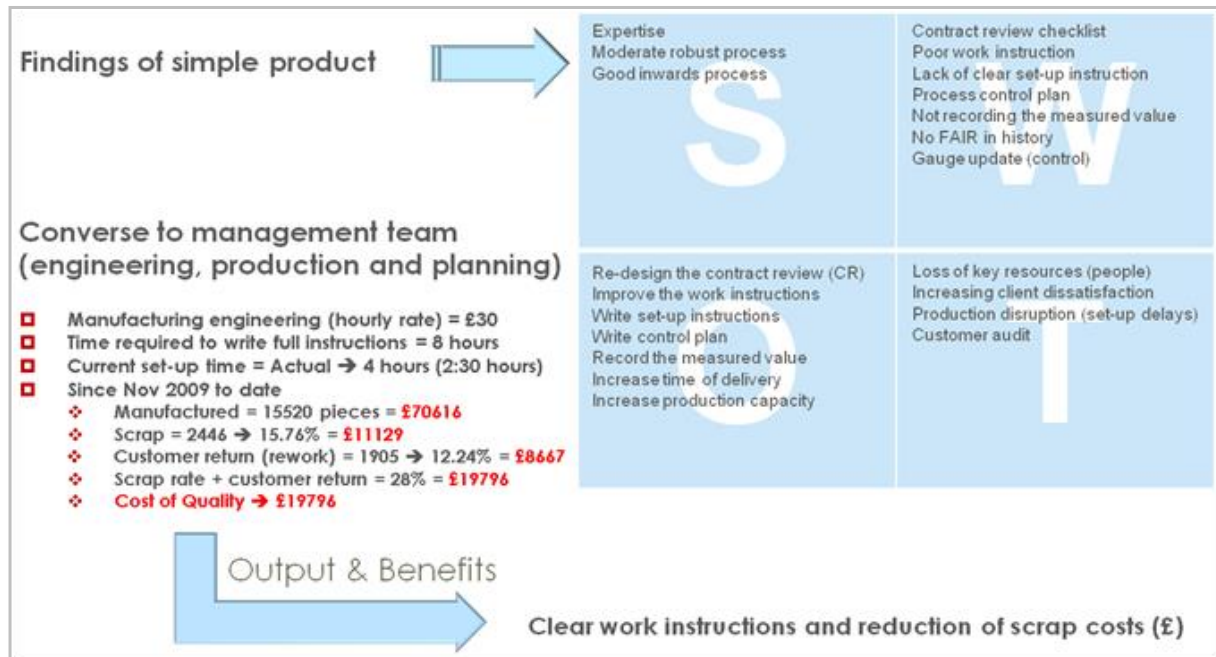 Findings of simple product
Expertise
Moderate robust process
Good inwards process
S
Contract review checklist
Poor work instruction
Lack of clear set-up instruction
Process control plan
Not recording the measured value
No FAIR in history
Gauge update (control)
W
Converse to management team
(engineering, production and planning)
Manufacturing engineering (hourly rate) = £30
Time required to write full instructions = 8 hours
Current set-up time = Actual → 4 hours (2:30 hours)
Since Nov 2009 to date
Manufactured = 15520 pieces = £70616
Scrap = 2446 → 15.76% = £11129
Customer return (rework) = 1905 → 12.24% = £8667
Scrap rate + customer return = 28% = £19796
Cost of Quality → £19796
Re-design the contract review (CR)
Improve the work instructions
Write set-up instructions
Write control plan
Record the measured value
Increase time of delivery
Increase production capacity
O
Loss of key resources (people)
Increasing client dissatisfaction
Production disruption (set-up delays)
Customer audit
T
Output & Benefits
Clear work instructions and reduction of scrap costs (£)